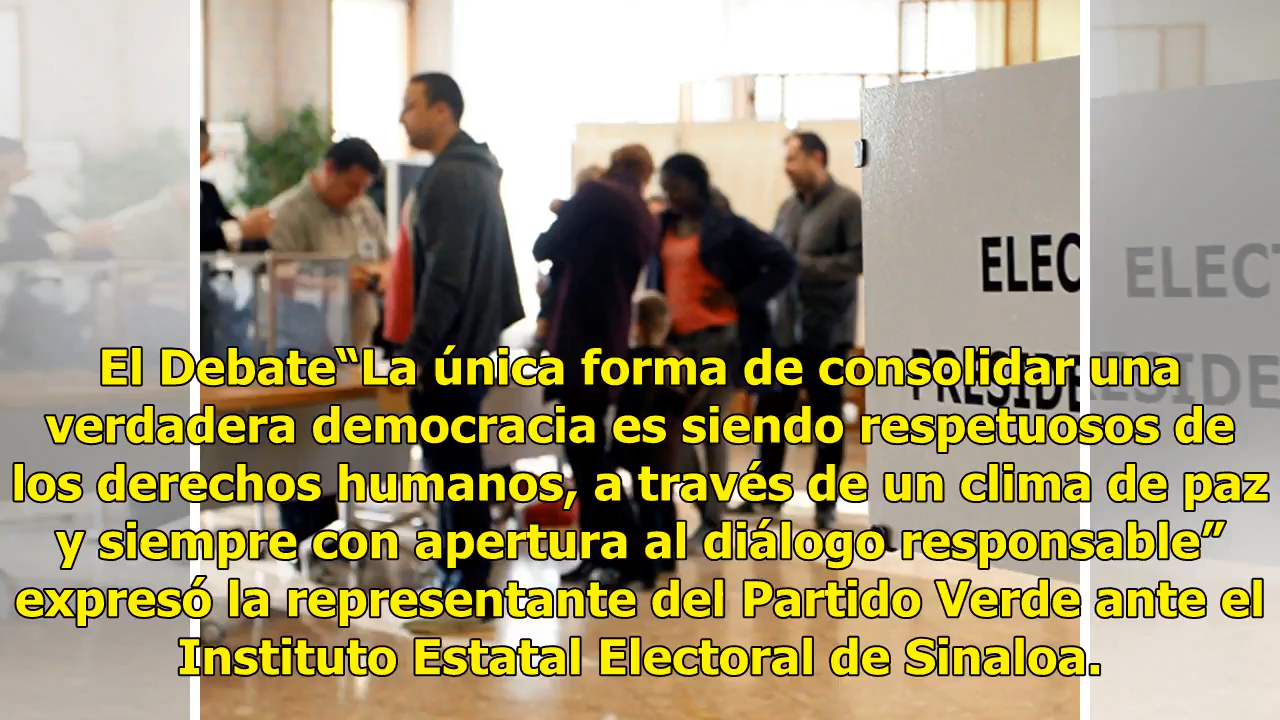 ELEC
ELECT
PRESIDE
RESIDE
El Debate“La única forma de consolidar una
verdadera democracia es siendo respetuosos de
los derechos humanos, a través de un clima de paz
y siempre con apertura al diálogo responsable”
expresó la representante del Partido Verde ante el
Instituto Estatal Electoral de Sinaloa.